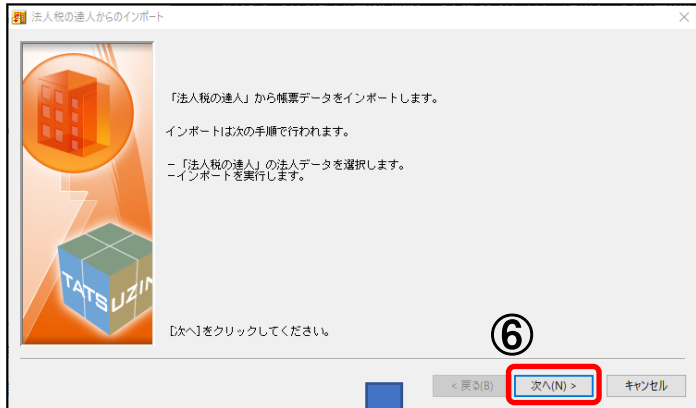 法人税の達人からのインポート
「法人税の達人」から帳票データをインポートします。
インポートは次の手順で行われます。
－「法人税の達人」の法人データを選択します。
－インポートを実行します。
TATSUZIN
[次へ]をクリックしてください。
⑥
< 戻る(B) 次へ(N) > キャンセル